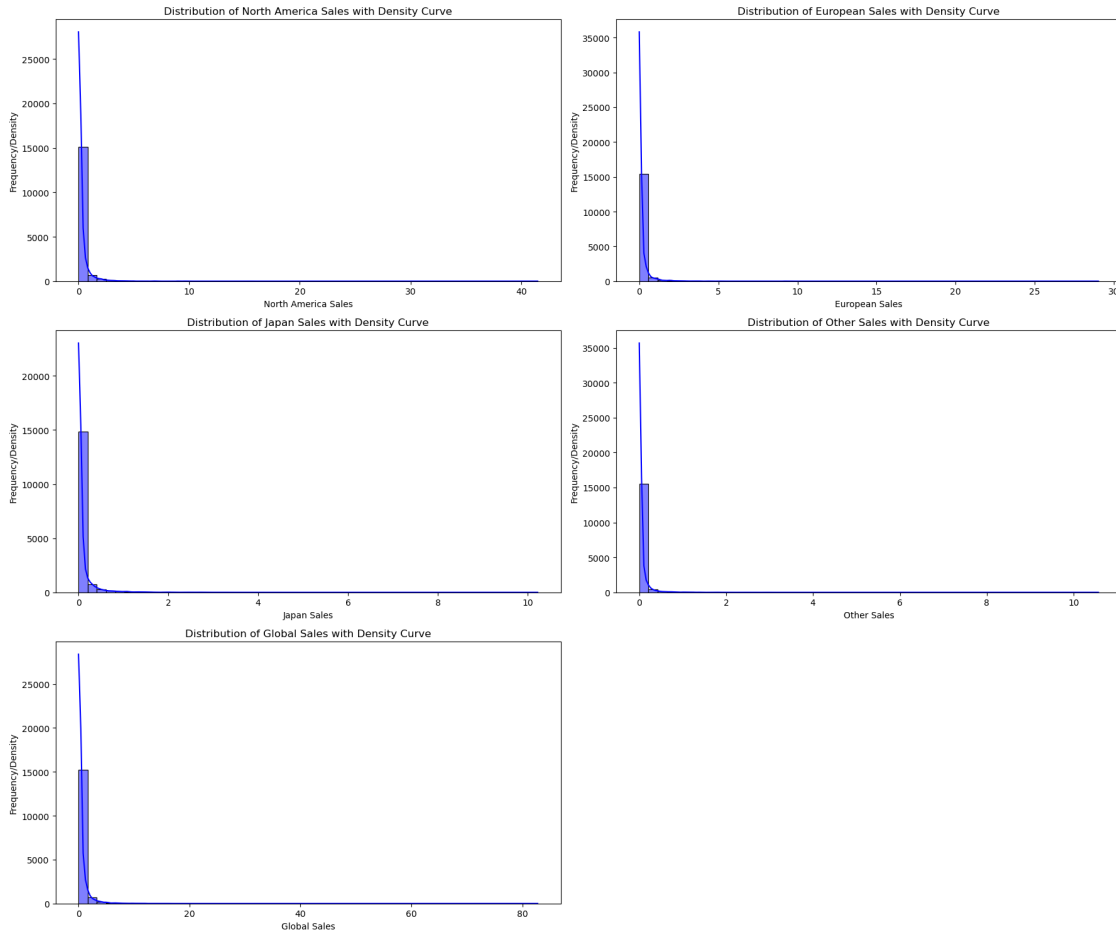 Distribution of North America Sales with Density Curve
Frequency/Density
25000
20000
15000
10000
5000
0
0 10 20 30 40
North America Sales
Distribution of European Sales with Density Curve
Frequency/Density
35000
30000
25000
20000
15000
10000
5000
0
0 5 10 15 20 25 30
European Sales
Distribution of Japan Sales with Density Curve
Frequency/Density
20000
15000
10000
5000
0
0 2 4 6 8 10
Japan Sales
Distribution of Other Sales with Density Curve
Frequency/Density
35000
30000
25000
20000
15000
10000
5000
0
0 2 4 6 8 10
Other Sales
Distribution of Global Sales with Density Curve
Frequency/Density
25000
20000
15000
10000
5000
0
0 20 40 60 80
Global Sales